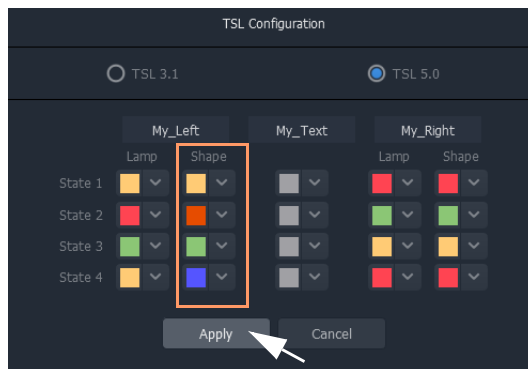 TSL Configuration
TSL 3.1 TSL 5.0
My_Left My_Text My_Right
Lamp Shape Lamp Shape
State 1
State 2
State 3
State 4
Apply Cancel